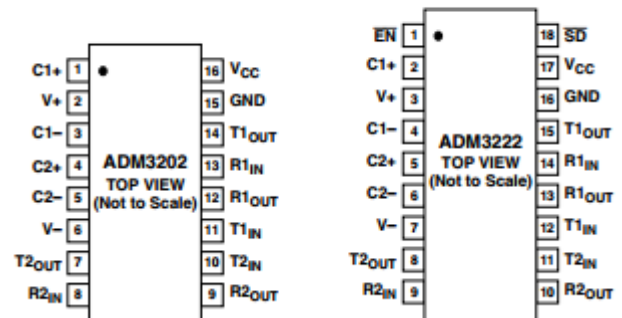 C1+ 1
V+ 2
C1– 3
C2+ 4
C2– 5
V– 6
T2OUT 7
R2IN 8
ADM3202
TOP VIEW
(Not to Scale)
16 VCC
15 GND
14 T1OUT
13 R1IN
12 R1OUT
11 T1IN
10 T2IN
9 R2OUT
EN 1
C1+ 2
V+ 3
C1– 4
C2+ 5
C2– 6
V– 7
T2OUT 8
R2IN 9
ADM3222
TOP VIEW
(Not to Scale)
18 SD
17 VCC
16 GND
15 T1OUT
14 R1IN
13 R1OUT
12 T1IN
11 T2IN
10 R2OUT